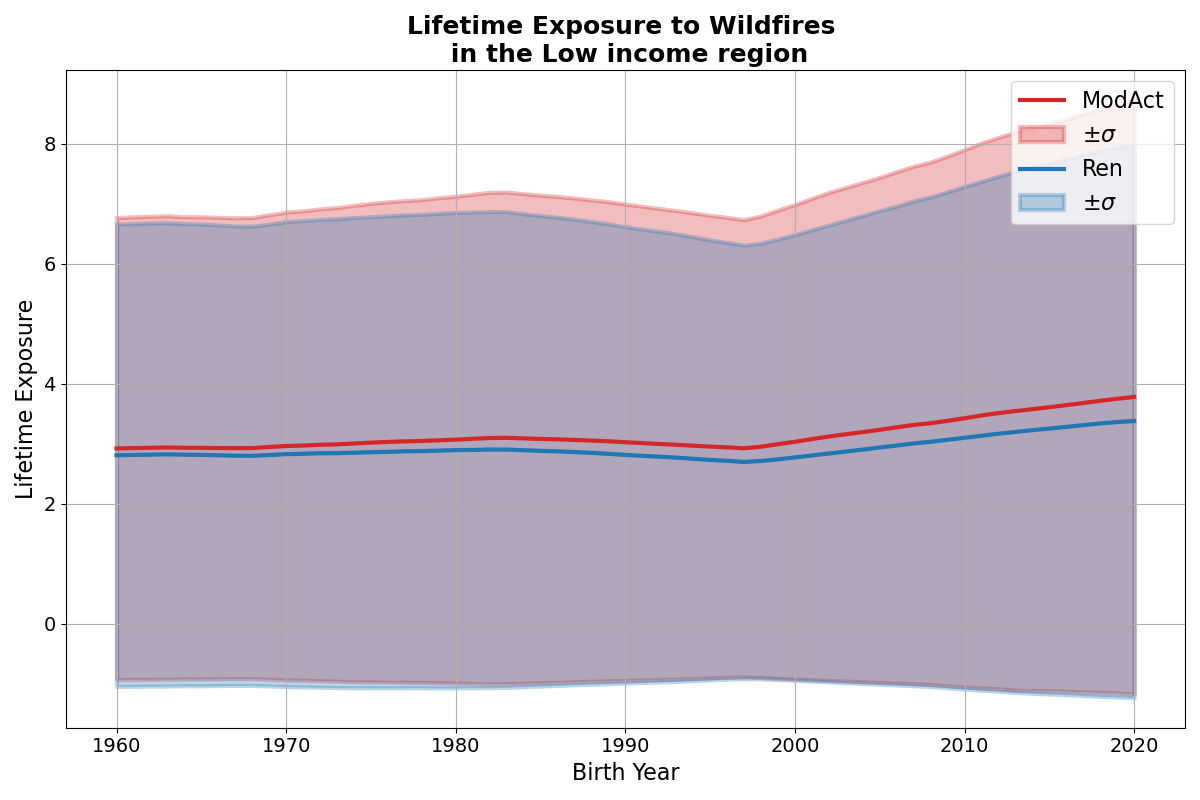 Lifetime Exposure to Wildfires
in the Low income region
ModAct
±σ
Ren
±σ
Lifetime Exposure
8
6
4
2
0
1960 1970 1980 1990 2000 2010 2020
Birth Year